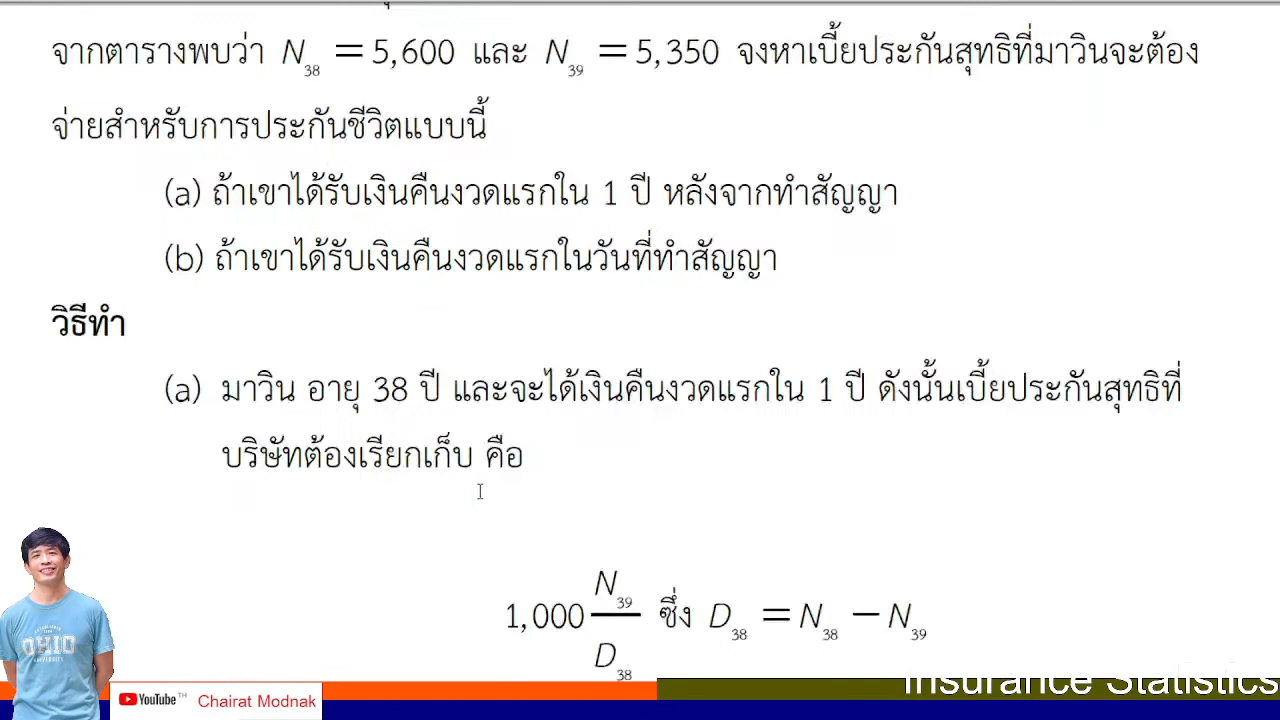 จากตารางพบว่า N₃₈ = 5,600 และ N₃₉ = 5,350 จงหาเบี้ยประกันสุทธิที่มาวินจะต้อง
จ่ายสำหรับการประกันชีวิตแบบนี้
(a) ถ้าเขาได้รับเงินคืนงวดแรกใน 1 ปี หลังจากทำสัญญา
(b) ถ้าเขาได้รับเงินคืนงวดแรกในวันที่ทำสัญญา
วิธีทำ
(a) มาวิน อายุ 38 ปี และจะได้เงินคืนงวดแรกใน 1 ปี ดังนั้นเบี้ยประกันสุทธิที่
บริษัทต้องเรียกเก็บ คือ
1,000 N₃₉/D₃₈ ซึ่ง D₃₈ = N₃₈ − N₃₉
OHIO
YouTube™ Chairat Modnak
Insurance Statistics